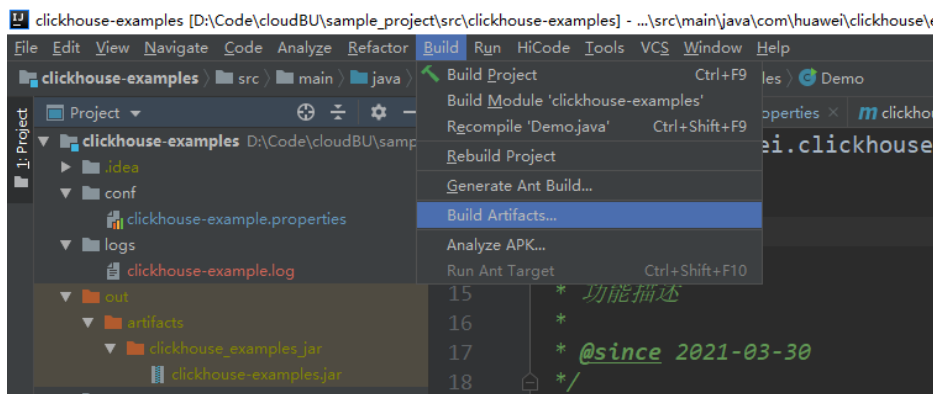 clickhouse-examples [D:\Code\cloudBU\sample_project\src\clickhouse-examples] - ...\src\main\java\com\huawei\clickhouse\
File Edit View Navigate Code Analyze Refactor Build Run HiCode Tools VCS Window Help
clickhouse-examples src main java les Demo
Build Project Ctrl+F9
Build Module 'clickhouse-examples'
Recompile 'Demo.java' Ctrl+Shift+F9
Rebuild Project
Generate Ant Build...
Build Artifacts...
Analyze APK...
Run Ant Target Ctrl+Shift+F10
1: Project
Project
operties clickhou
clickhouse-examples D:\Code\cloudBU\samp
ei.clickhouse
.idea
conf
clickhouse-example.properties
logs
clickhouse-example.log
out
artifacts
clickhouse_examples_jar
clickhouse-examples.jar
15 * 功能描述
16 *
17 * @since 2021-03-30
18 */